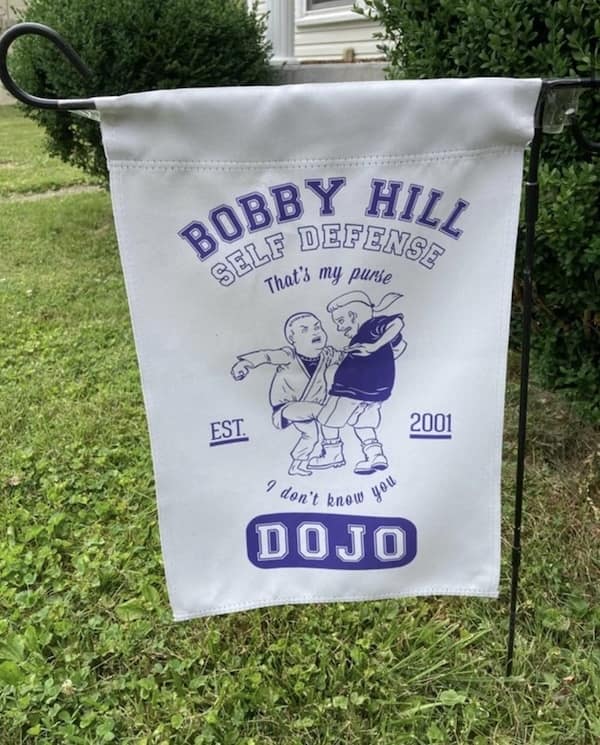 BOBBY HILL
SELF DEFENSE
That's my purse
EST. 2001
I don't know you
DOJO